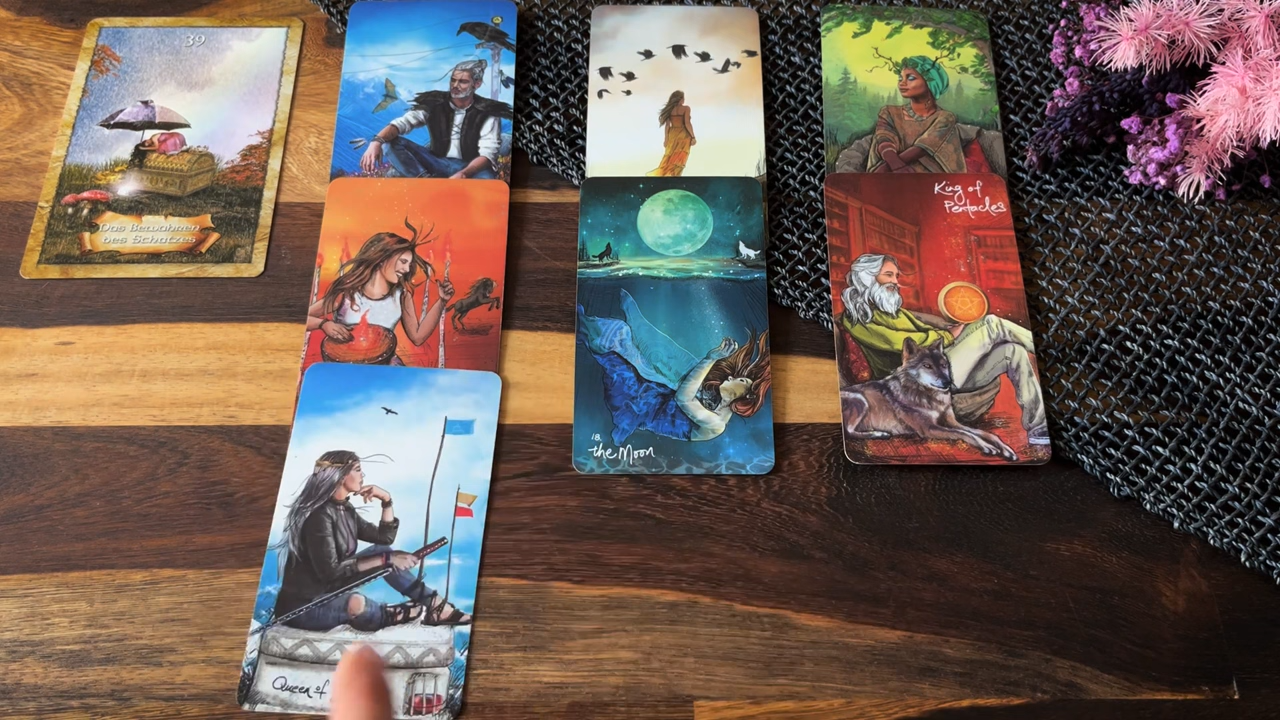 39
Das Bewahren
des Schatzes
King of
Pentacles
18.
the Moon
Queen of